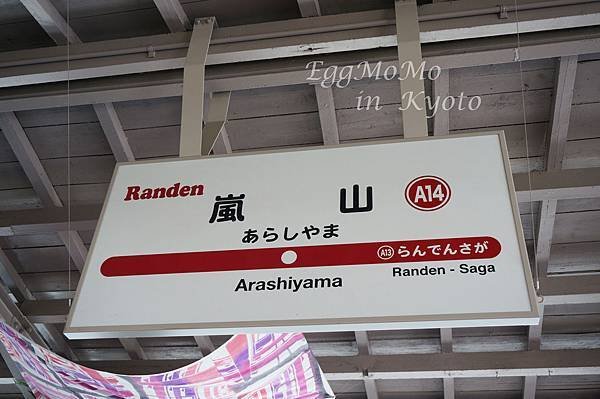 EggMoMo
in Kyoto
Randen
嵐山
A14
あらしやま
A13 らんでんさが
Arashiyama
Randen - Saga